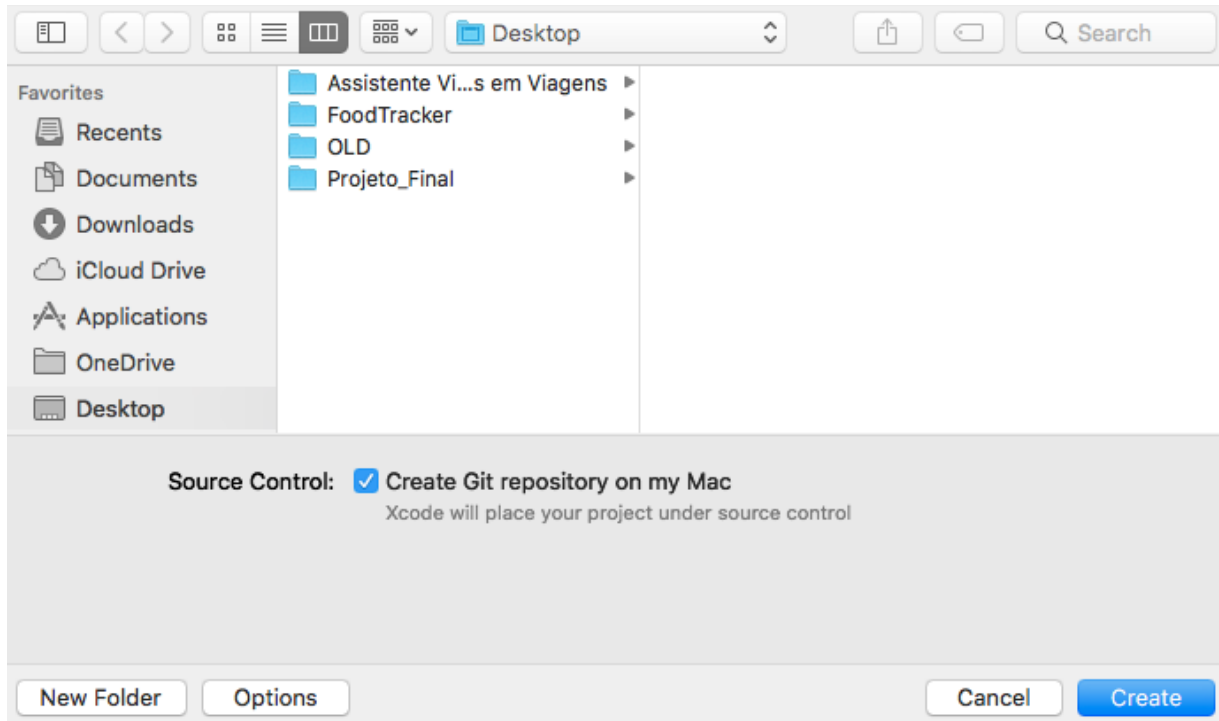 Desktop
Search
Favorites
Recents
Documents
Downloads
iCloud Drive
Applications
OneDrive
Desktop
Assistente Vi...s em Viagens
FoodTracker
OLD
Projeto_Final
Source Control: Create Git repository on my Mac
Xcode will place your project under source control
New Folder Options Cancel Create